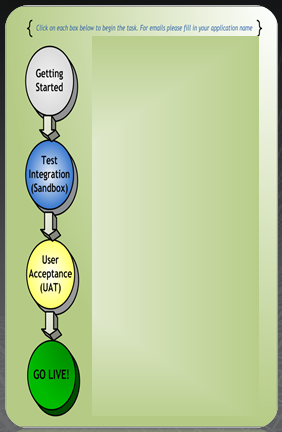 { Click on each box below to begin the task. For emails please fill in your application name }
Getting
Started
Test
Integration
(Sandbox)
User
Acceptance
(UAT)
GO LIVE!